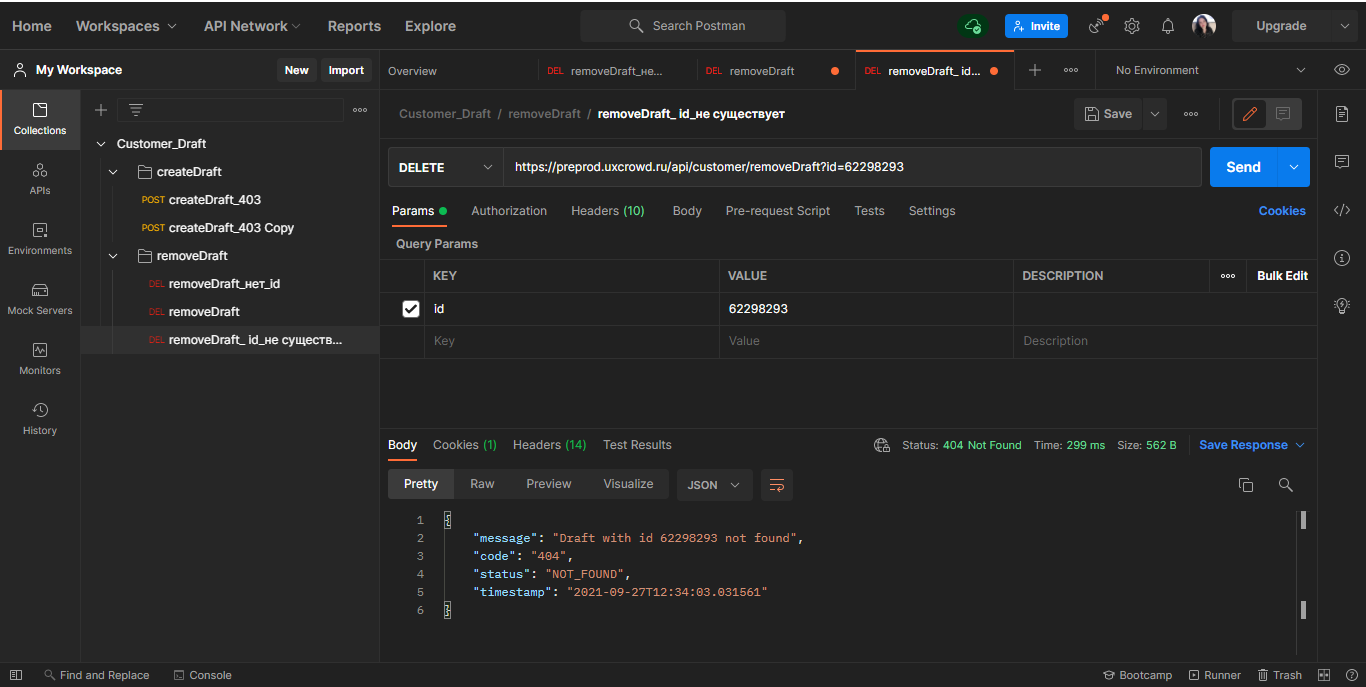 Home Workspaces API Network Reports Explore Search Postman Invite Upgrade
My Workspace New Import
Overview DEL removeDraft_не... DEL removeDraft DEL removeDraft_ id... No Environment
Collections
APIs
Environments
Mock Servers
Monitors
History
Customer_Draft
createDraft
POST createDraft_403
POST createDraft_403 Copy
removeDraft
DEL removeDraft_нет_id
DEL removeDraft
DEL removeDraft_ id_не существ...
Customer_Draft / removeDraft / removeDraft_ id_не существует Save
DELETE https://preprod.uxcrowd.ru/api/customer/removeDraft?id=62298293 Send
Params Authorization Headers (10) Body Pre-request Script Tests Settings Cookies
Query Params
KEY VALUE DESCRIPTION Bulk Edit
id 62298293
Key Value Description
Body Cookies (1) Headers (14) Test Results Status: 404 Not Found Time: 299 ms Size: 562 B Save Response
Pretty Raw Preview Visualize JSON
1 {
2 "message": "Draft with id 62298293 not found",
3 "code": "404",
4 "status": "NOT_FOUND",
5 "timestamp": "2021-09-27T12:34:03.031561"
6 }
Find and Replace Console Bootcamp Runner Trash